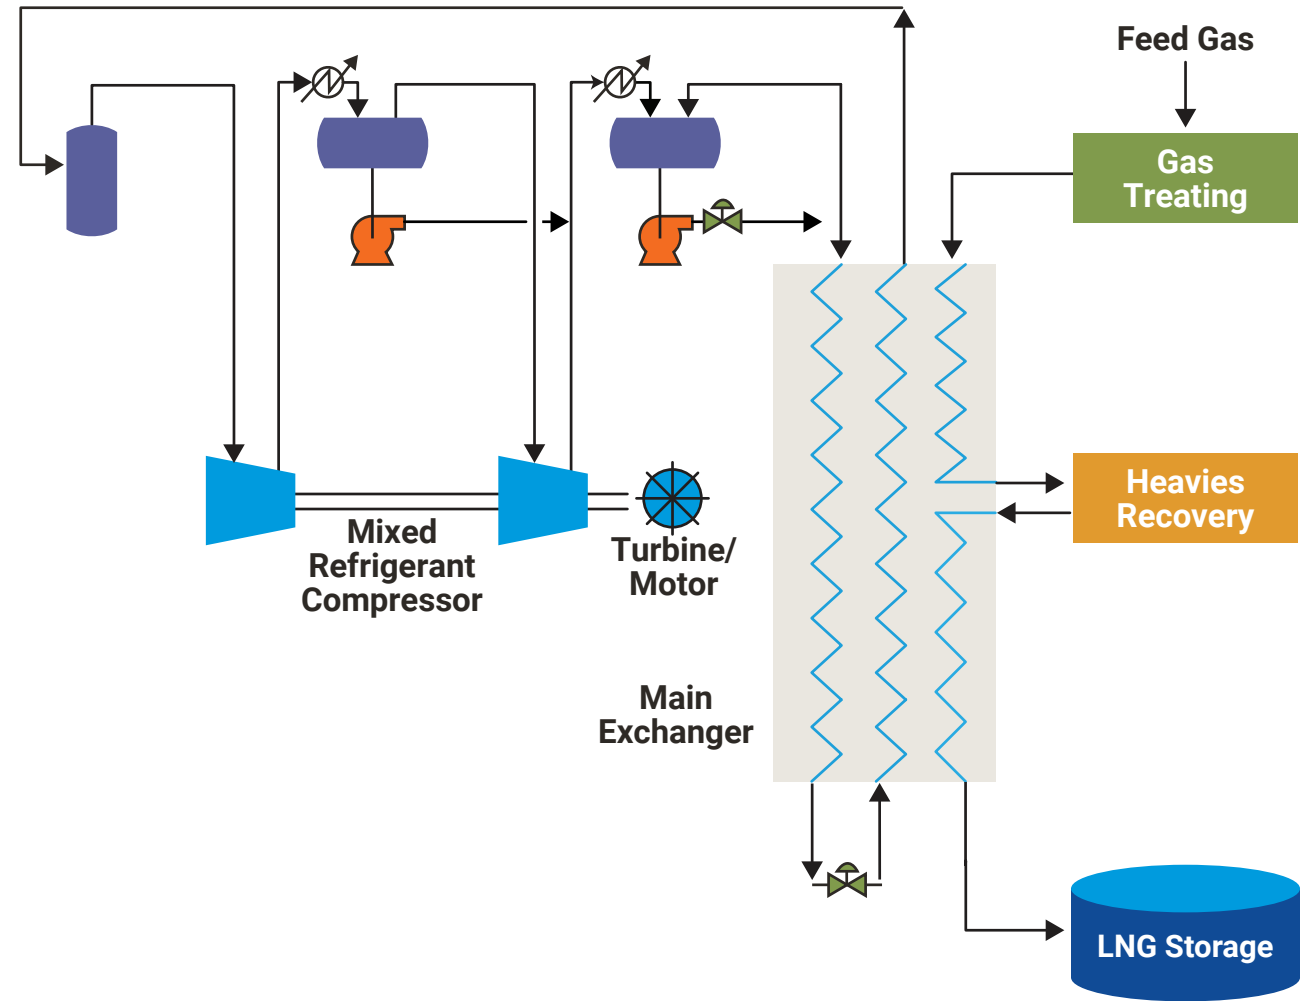 Feed Gas
Gas
Treating
Heavies
Recovery
Mixed
Refrigerant
Compressor
Turbine/
Motor
Main
Exchanger
LNG Storage